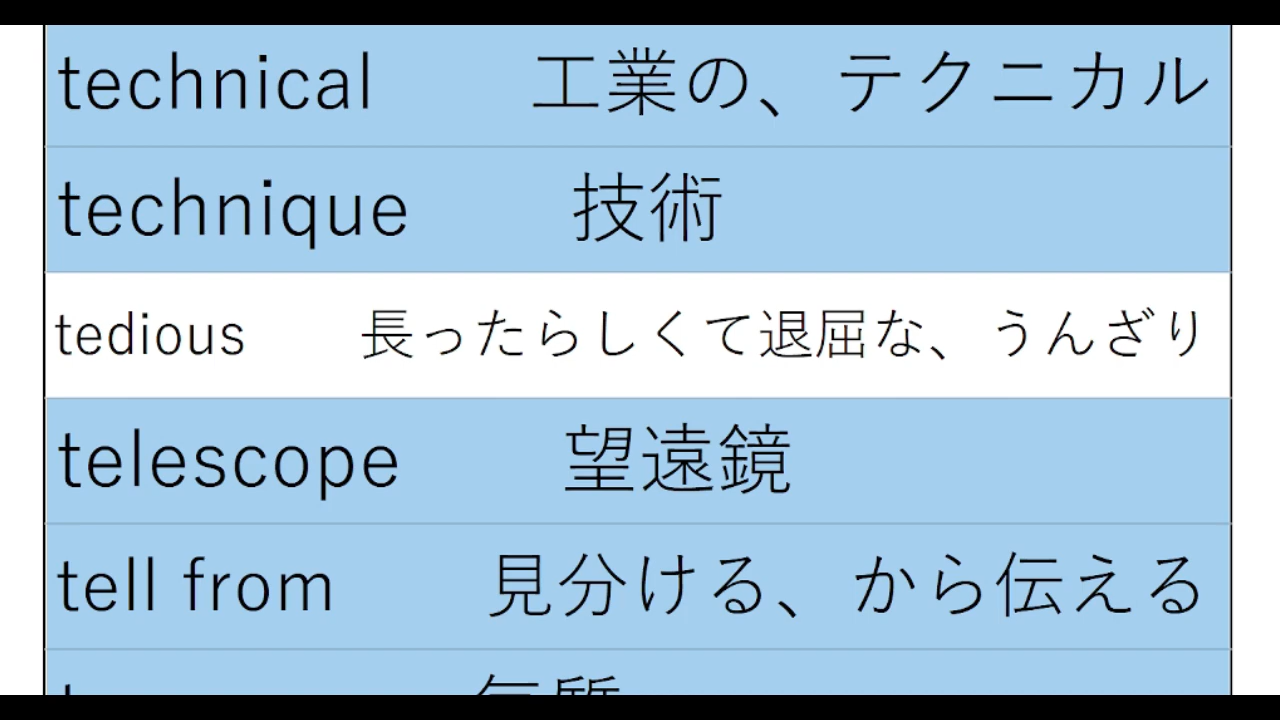 technical 工業の、テクニカル
technique 技術
tedious 長ったらしくて退屈な、うんざり
telescope 望遠鏡
tell from 見分ける、から伝える